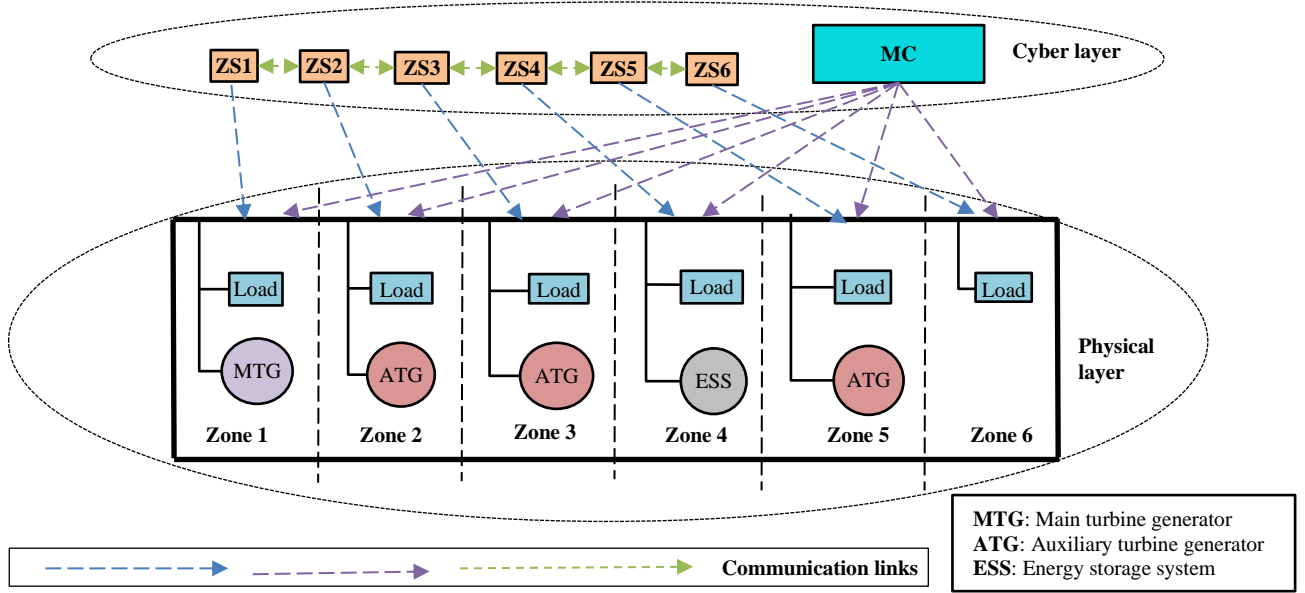 ZS1
ZS2
ZS3
ZS4
ZS5
ZS6
MC
Cyber layer
Load
Load
Load
Load
Load
Load
MTG
ATG
ATG
ESS
ATG
Physical
layer
Zone 1
Zone 2
Zone 3
Zone 4
Zone 5
Zone 6
MTG: Main turbine generator
ATG: Auxiliary turbine generator
ESS: Energy storage system
Communication links